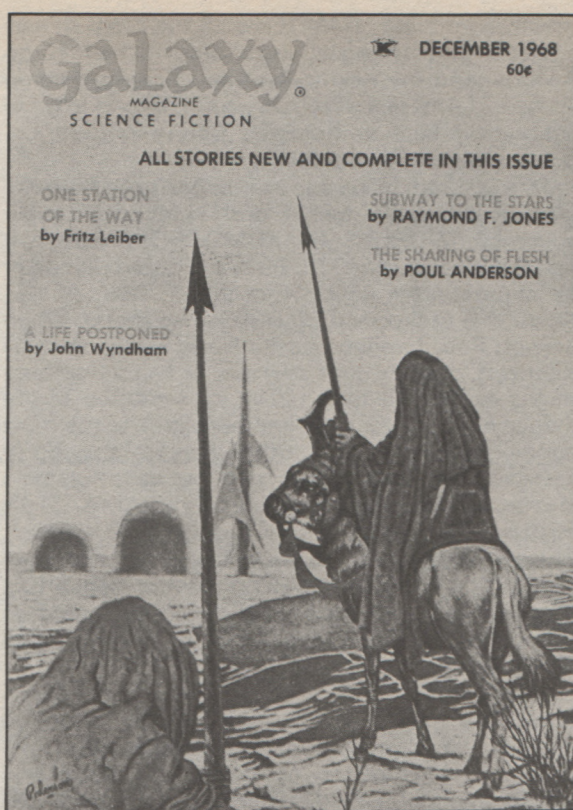 Galaxy
MAGAZINE
SCIENCE FICTION
DECEMBER 1968
60¢
ALL STORIES NEW AND COMPLETE IN THIS ISSUE
ONE STATION
OF THE WAY
by Fritz Leiber
SUBWAY TO THE STARS
by RAYMOND F. JONES
THE SHARING OF FLESH
by POUL ANDERSON
A LIFE POSTPONED
by John Wyndham